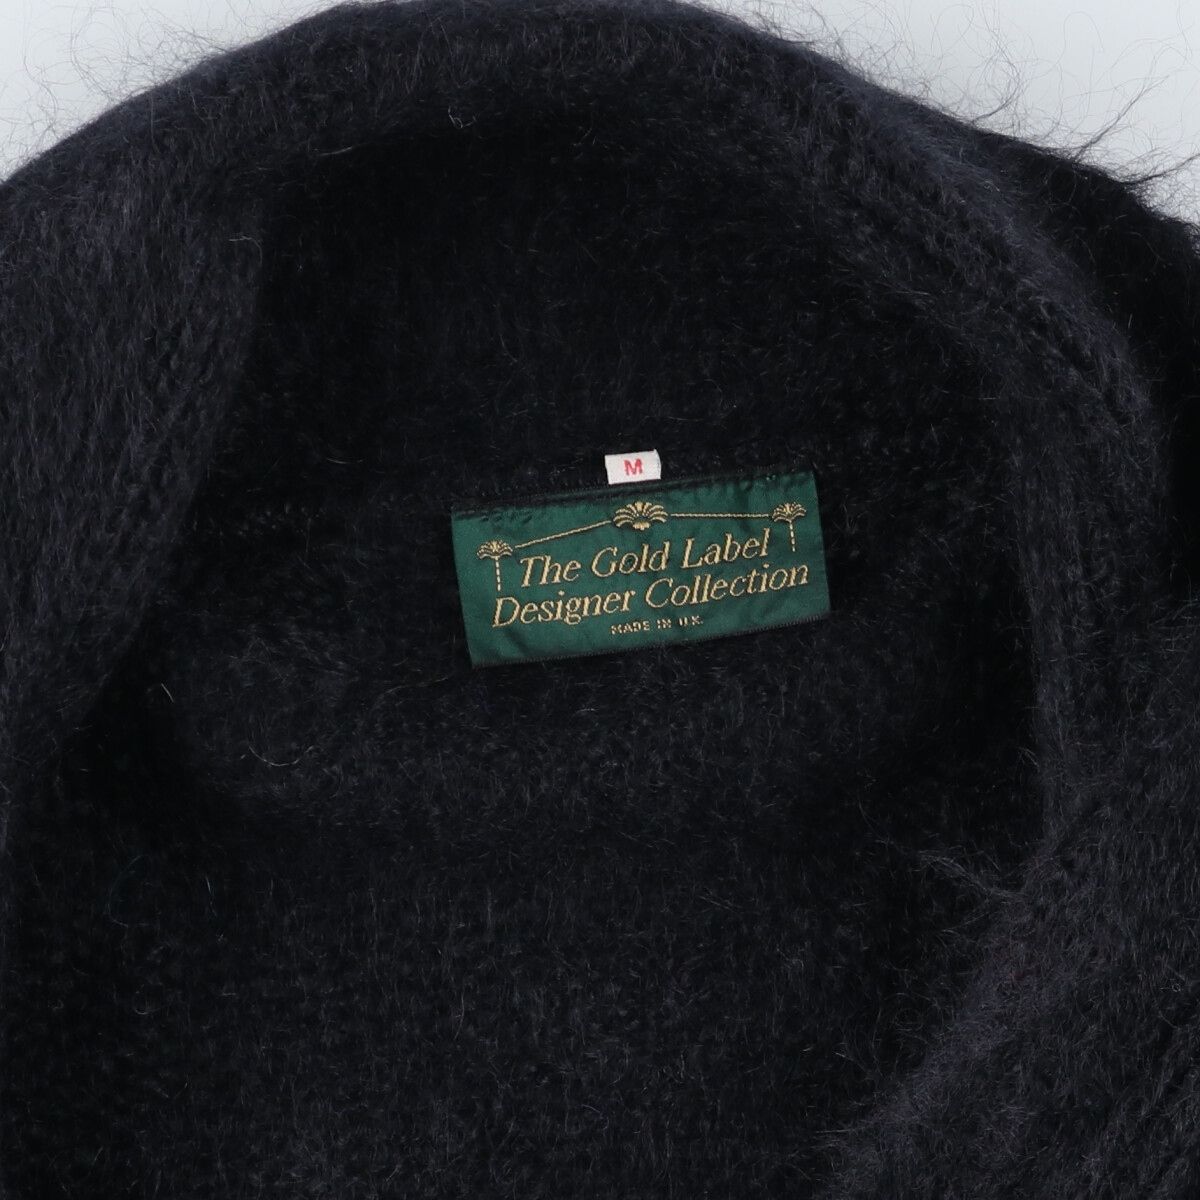 M
The Gold Label
Designer Collection
MADE IN U.K.